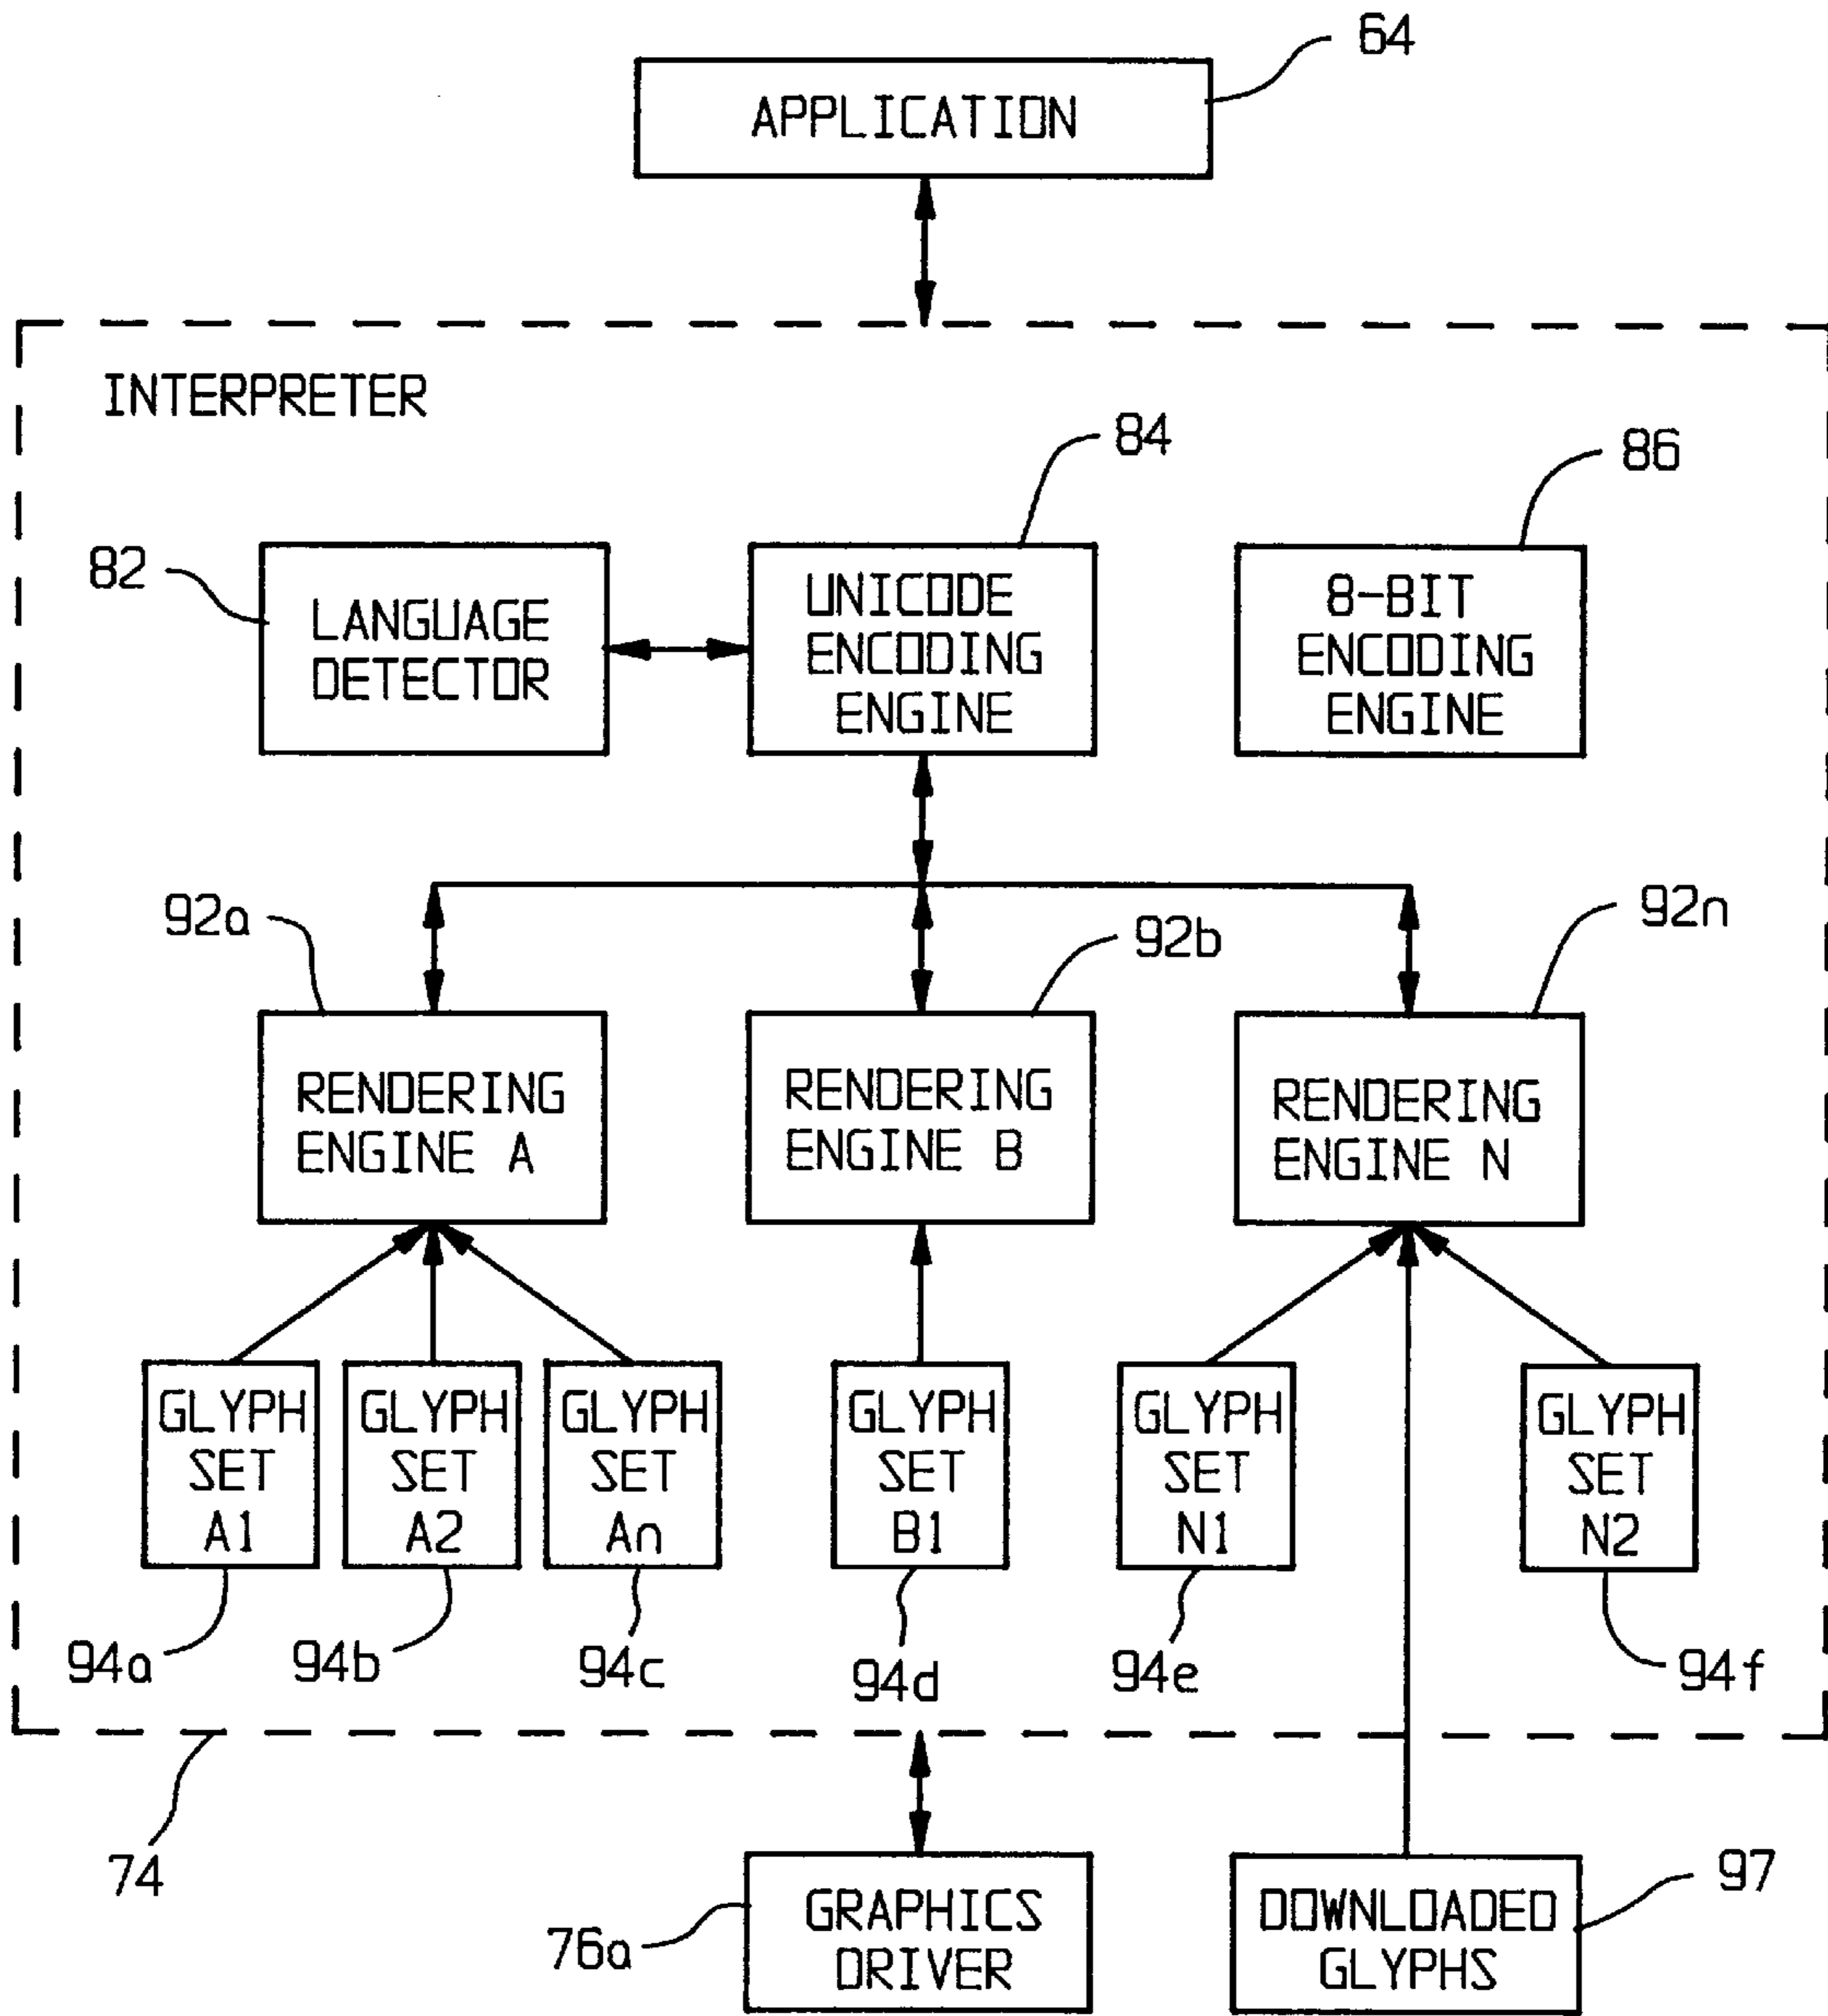 64
APPLICATION
INTERPRETER
84
86
82
LANGUAGE
DETECTOR
UNICODE
ENCODING
ENGINE
8-BIT
ENCODING
ENGINE
92a
92b
92n
RENDERING
ENGINE A
RENDERING
ENGINE B
RENDERING
ENGINE N
GLYPH
SET
A1
GLYPH
SET
A2
GLYPH
SET
An
GLYPH
SET
B1
GLYPH
SET
N1
GLYPH
SET
N2
94a
94b
94c
94d
94e
94f
74
76a
GRAPHICS
DRIVER
DOWNLOADED
GLYPHS
97